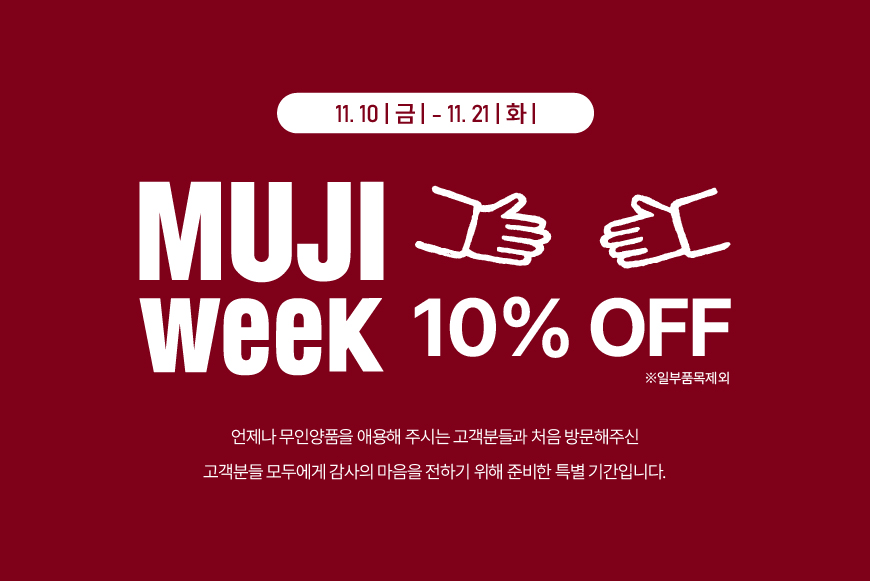 11. 10 | 금 | - 11. 21 | 화 |
MUJI
week 10% OFF
※일부품목제외
언제나 무인양품을 애용해 주시는 고객분들과 처음 방문해주신
고객분들 모두에게 감사의 마음을 전하기 위해 준비한 특별 기간입니다.